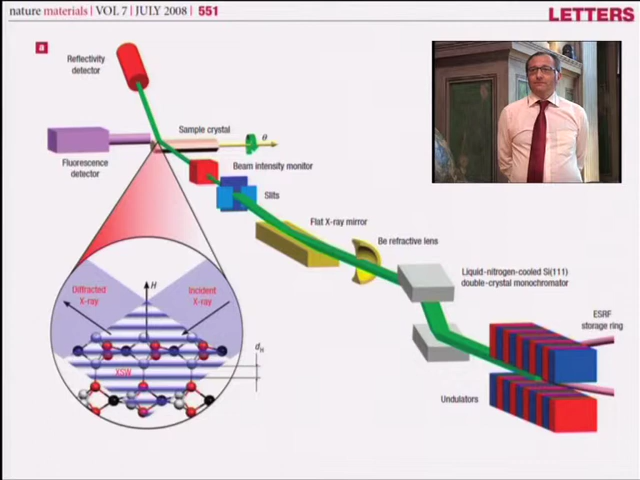 nature materials | VOL 7 | JULY 2008 | 551
LETTERS
a
Reflectivity
detector
Sample crystal
θ
Fluorescence
detector
Beam intensity monitor
Slits
Flat X-ray mirror
Be refractive lens
Liquid-nitrogen-cooled Si(111)
double-crystal monochromator
ESRF
storage ring
Undulators
H
Diffracted
X-ray
Incident
X-ray
XSW
dH